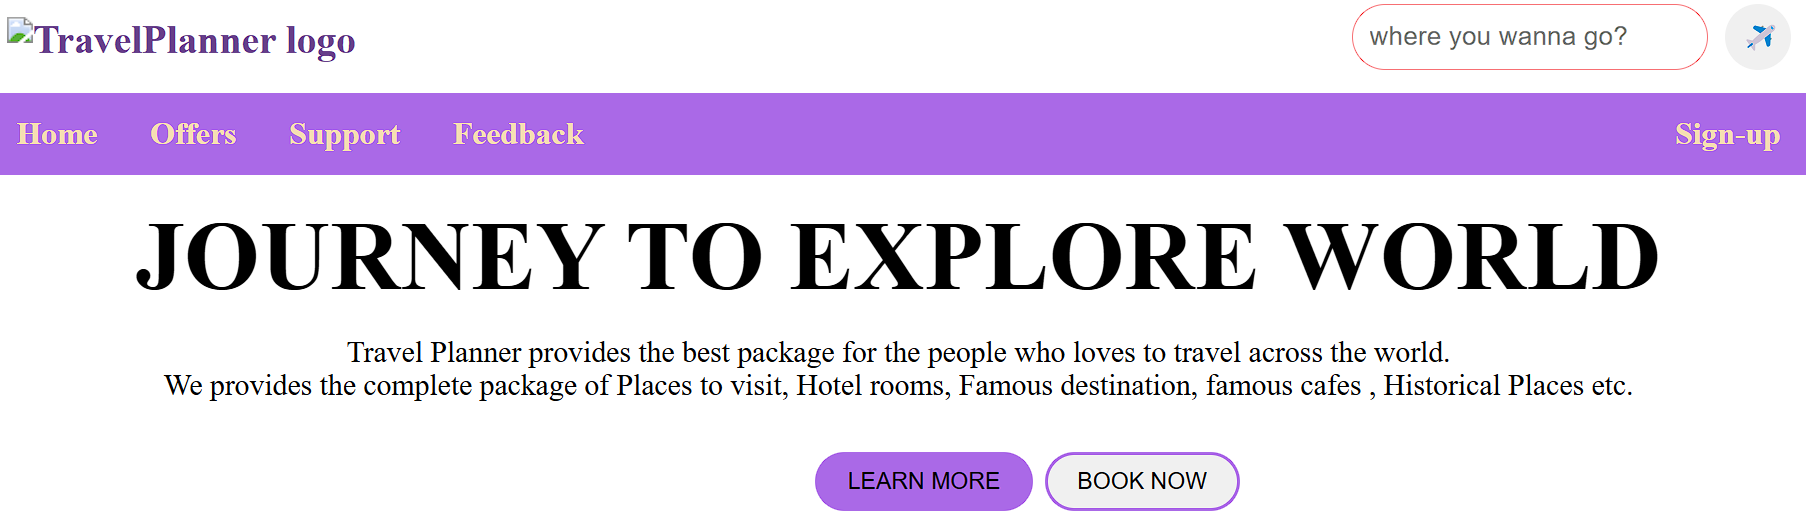 TravelPlanner logo
where you wanna go?
Home Offers Support Feedback Sign-up
JOURNEY TO EXPLORE WORLD
Travel Planner provides the best package for the people who loves to travel across the world.
We provides the complete package of Places to visit, Hotel rooms, Famous destination, famous cafes , Historical Places etc.
LEARN MORE BOOK NOW